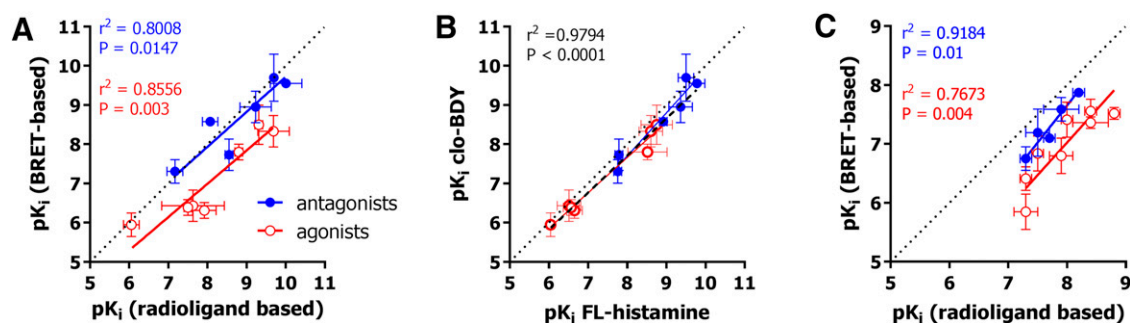 A
r² = 0.8008
P = 0.0147
r² = 0.8556
P = 0.003
antagonists
agonists
pKᵢ (BRET-based)
11
10
9
8
7
6
5
5 6 7 8 9 10 11
pKᵢ (radioligand based)
B
r² =0.9794
P < 0.0001
pKᵢ clo-BDY
11
10
9
8
7
6
5
5 6 7 8 9 10 11
pKᵢ FL-histamine
C
r² = 0.9184
P = 0.01
r² = 0.7673
P = 0.004
pKᵢ (BRET-based)
9
8
7
6
5
5 6 7 8 9
pKᵢ (radioligand based)